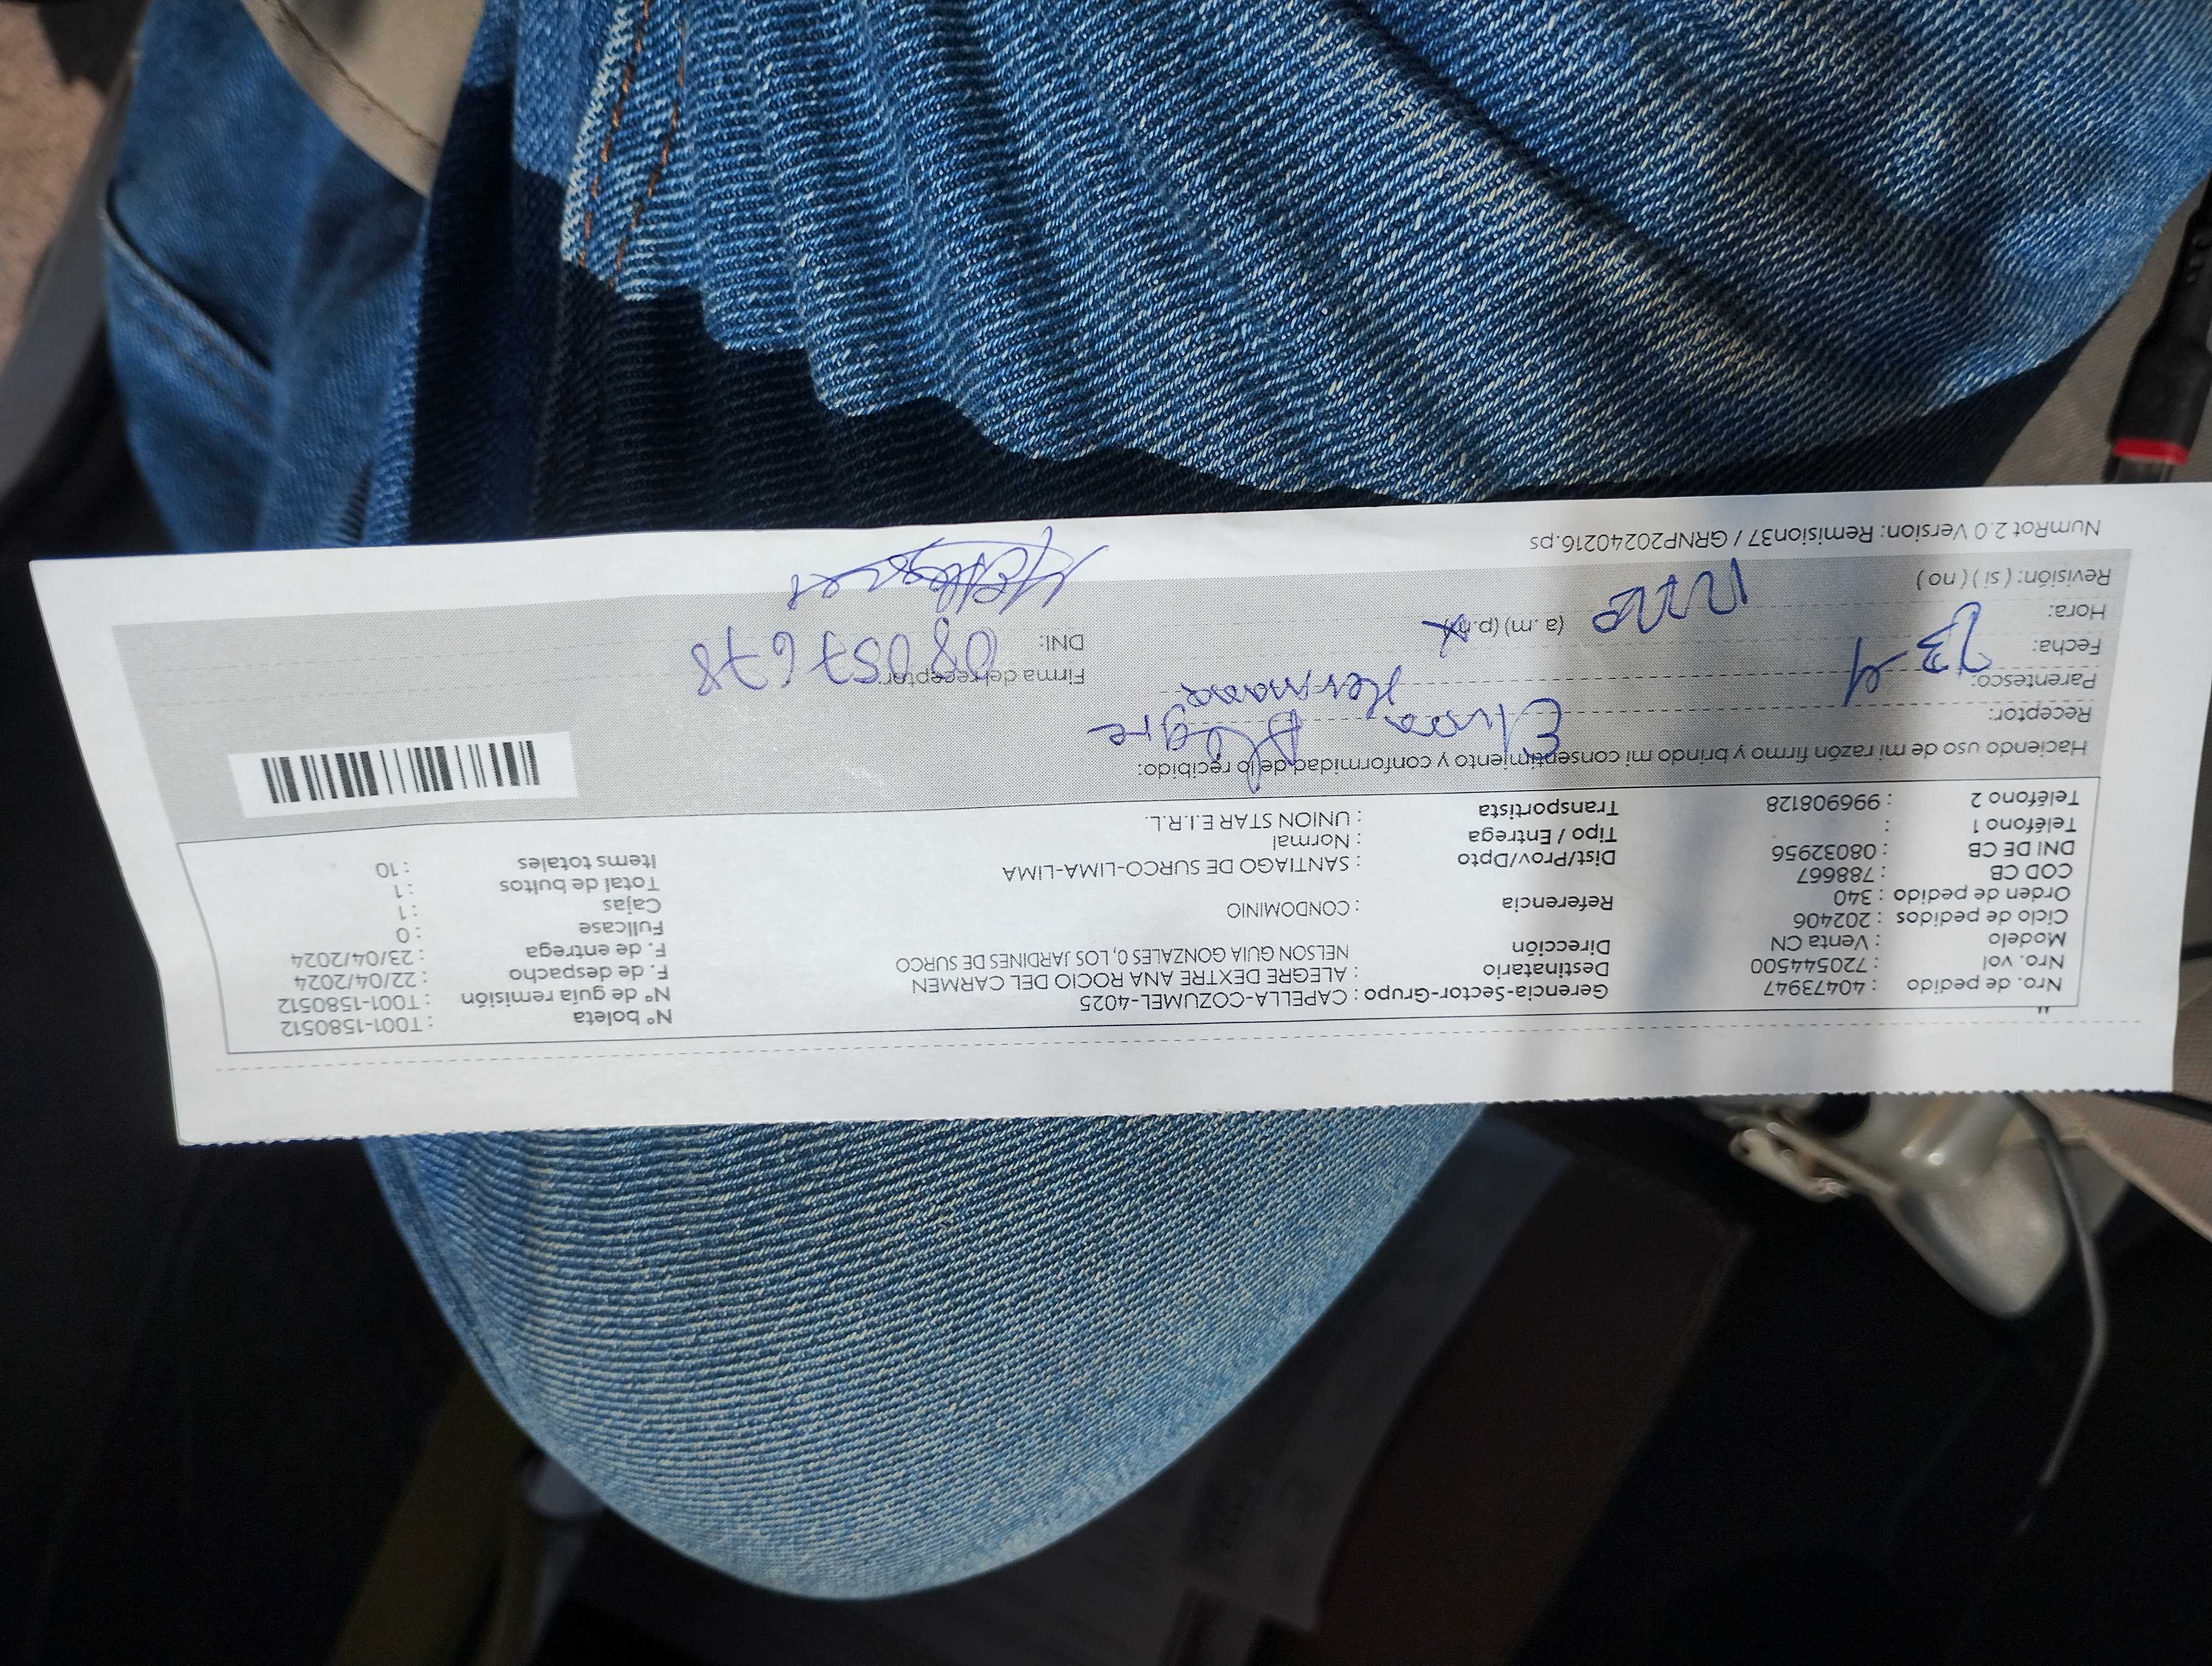 Nro. de pedido : 40473947 Gerencia-Sector-Grupo : CAPELLA-COZUMEL-4025 N° boleta : T001-1580512
Nro. vol : 720544500 Destinatario : ALEGRE DEXTRE ANA ROCIO DEL CARMEN N° de guía remisión : T001-1580512
Modelo : Venta CN Dirección NELSON GUIA GONZALES 0, LOS JARDINES DE SURCO F. de despacho : 22/04/2024
Ciclo de pedidos : 202406 F. de entrega : 23/04/2024
Orden de pedido : 340 Referencia : CONDOMINIO Fullcase : 0
COD CB : 788667 Cajas : 1
DNI DE CB : 08032956 Dist/Prov/Dpto : SANTIAGO DE SURCO-LIMA-LIMA Total de bultos : 1
Teléfono 1 : Tipo / Entrega : Normal Items totales : 10
Teléfono 2 : 996908128 Transportista : UNION STAR E.I.R.L.
Haciendo uso de mi razón firmo y brindo mi consentimiento y conformidad de lo recibido:
Receptor: Elvira Alegre
Parentesco: Hermana Firma del receptor:
Fecha: 23-4 DNI: 08057678
Hora: (a.m) (p.m)
Revisión: ( si ) ( no )
NumRot 2.0 Version: Remision37 / GRNP20240216.ps